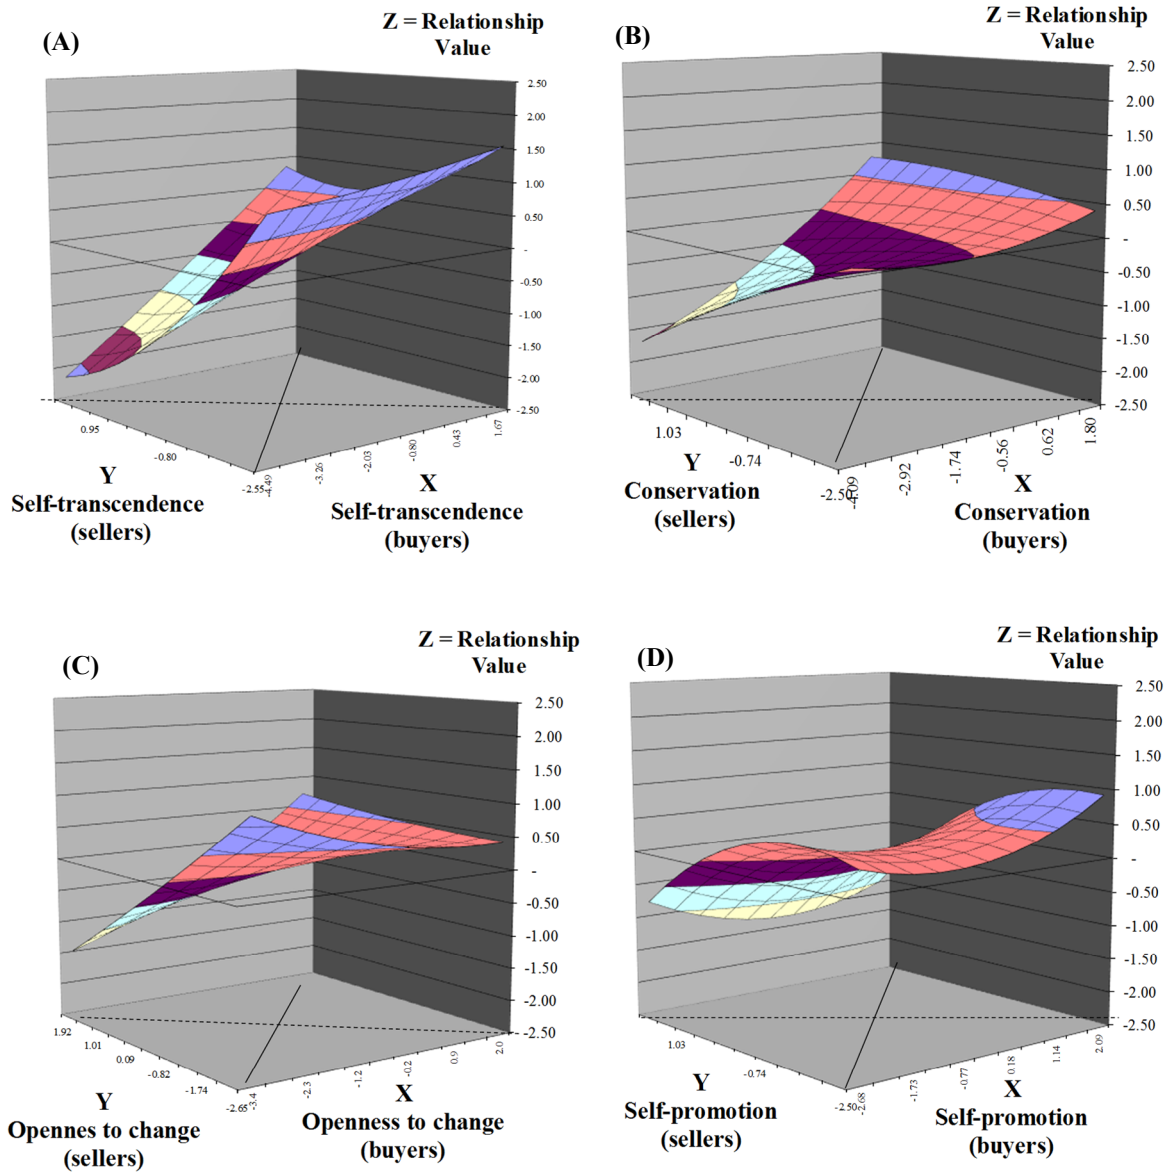 (A)
Z = Relationship
Value
2.50
2.00
1.50
1.00
0.50
-
-0.50
-1.00
-1.50
-2.00
-2.50
0.95
-0.80
-2.55
-4.49
-3.26
-2.03
-0.80
0.43
1.67
Y
Self-transcendence
(sellers)
X
Self-transcendence
(buyers)
(B)
Z = Relationship
Value
2.50
2.00
1.50
1.00
0.50
-
-0.50
-1.00
-1.50
-2.00
-2.50
1.03
-0.74
-2.50
-4.09
-2.92
-1.74
-0.56
0.62
1.80
Y
Conservation
(sellers)
X
Conservation
(buyers)
(C)
Z = Relationship
Value
2.50
2.00
1.50
1.00
0.50
-
-0.50
-1.00
-1.50
-2.00
-2.50
1.92
1.01
0.09
-0.82
-1.74
-2.65
-3.4
-2.3
-1.2
-0.2
0.9
2.0
Y
Opennes to change
(sellers)
X
Openness to change
(buyers)
(D)
Z = Relationship
Value
2.50
2.00
1.50
1.00
0.50
-
-0.50
-1.00
-1.50
-2.00
-2.50
1.03
-0.74
-2.50
-2.68
-1.73
-0.77
0.18
1.14
2.09
Y
Self-promotion
(sellers)
X
Self-promotion
(buyers)